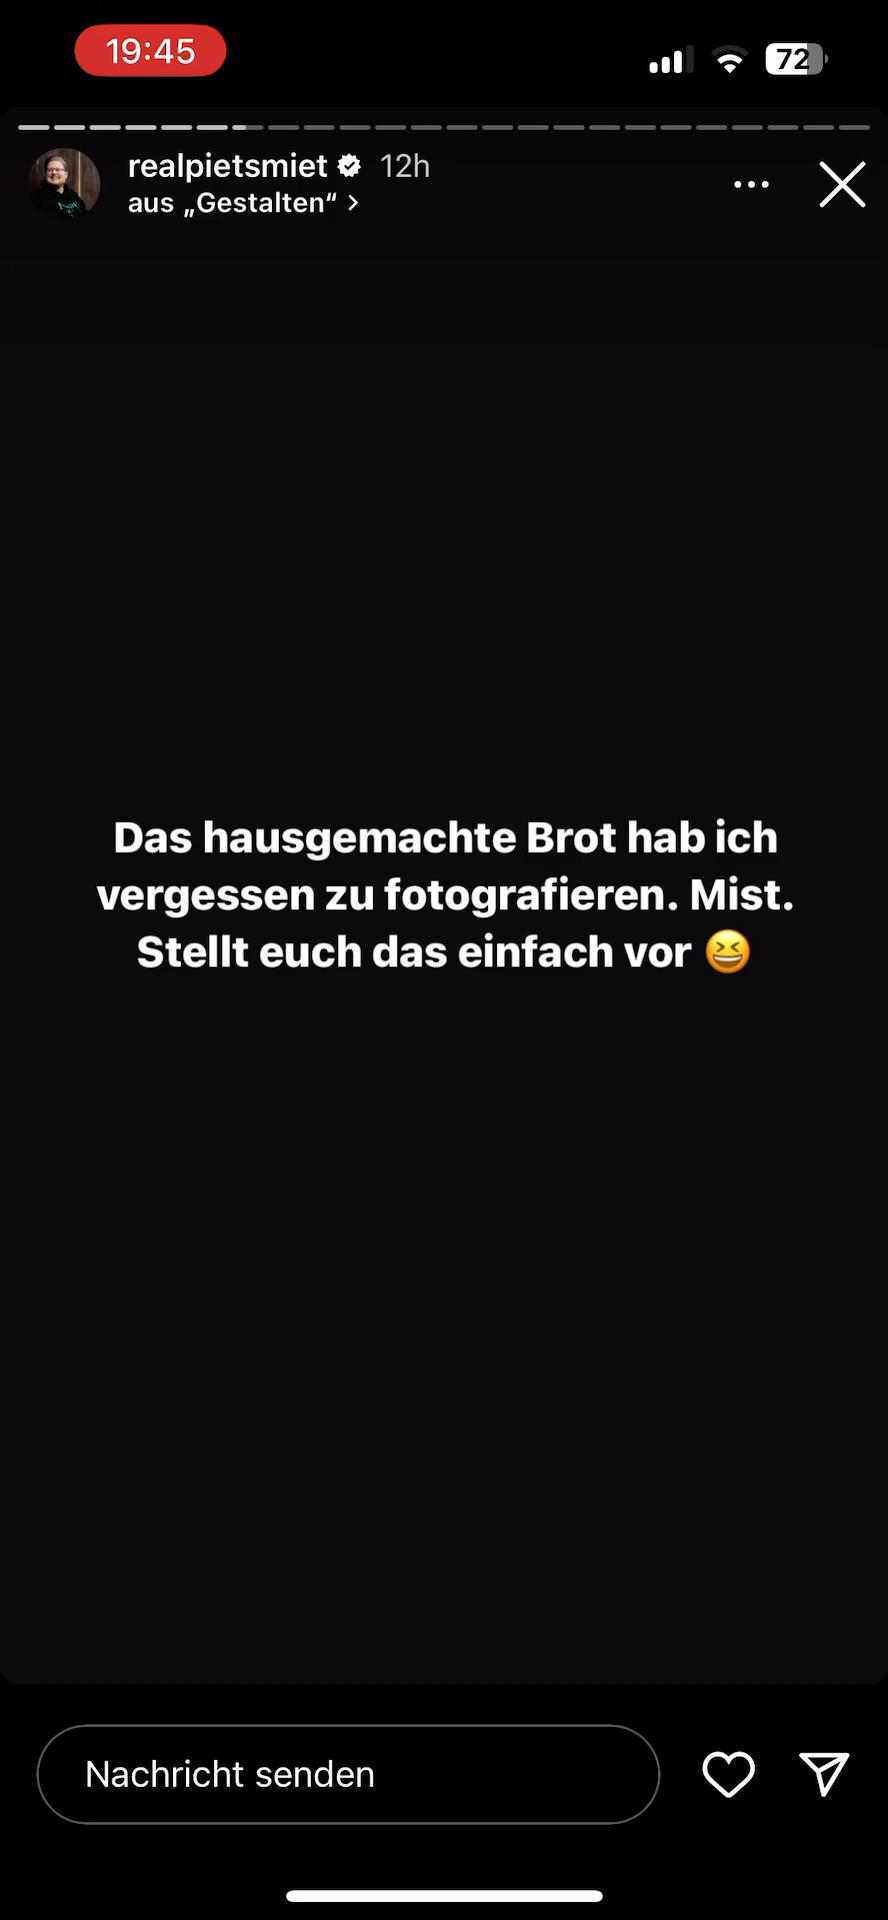 19:45
72
realpietsmiet 12h
aus „Gestalten“ >
Das hausgemachte Brot hab ich
vergessen zu fotografieren. Mist.
Stellt euch das einfach vor 😆
Nachricht senden